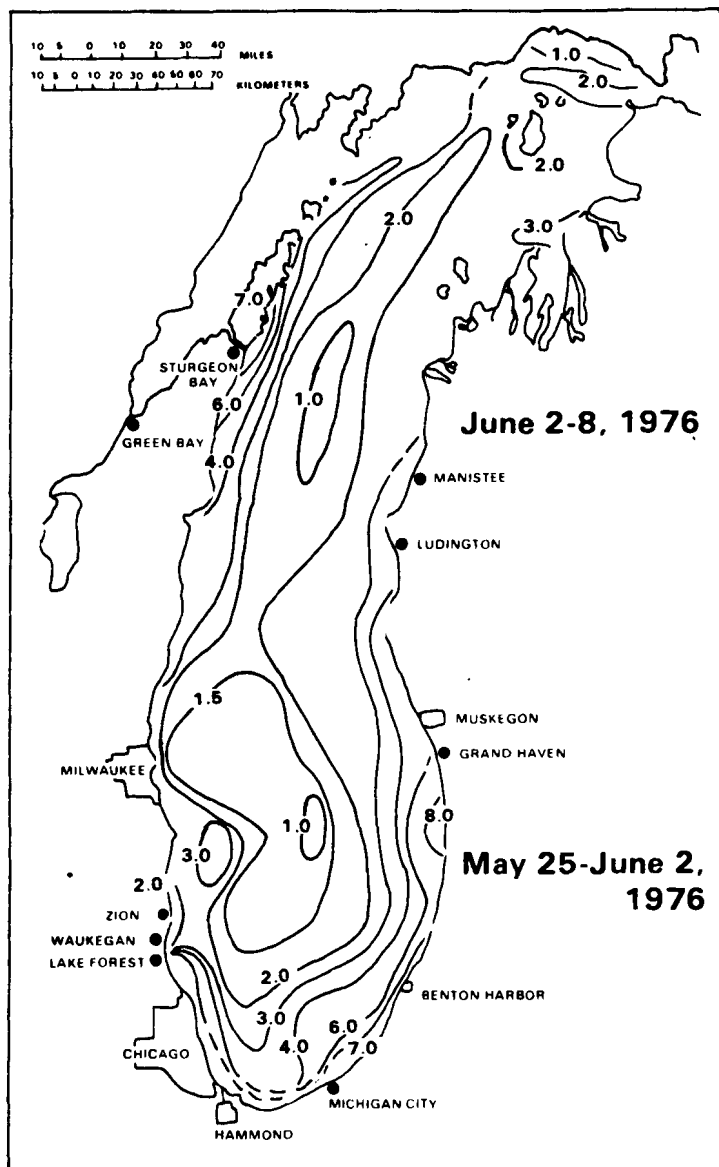 10 5 0 10 20 30 40
MILES
10 5 0 10 20 30 40 50 60 70
KILOMETERS
1.0
2.0
2.0
2.0
3.0
7.0
STURGEON
BAY
1.0
6.0
GREEN BAY
June 2-8, 1976
4.0
MANISTEE
LUDINGTON
1.5
MUSKEGON
GRAND HAVEN
MILWAUKEE
8.0
1.0
3.0
May 25-June 2,
1976
2.0
ZION
WAUKEGAN
LAKE FOREST
2.0
BENTON HARBOR
3.0
6.0
4.0
7.0
CHICAGO
MICHIGAN CITY
HAMMOND